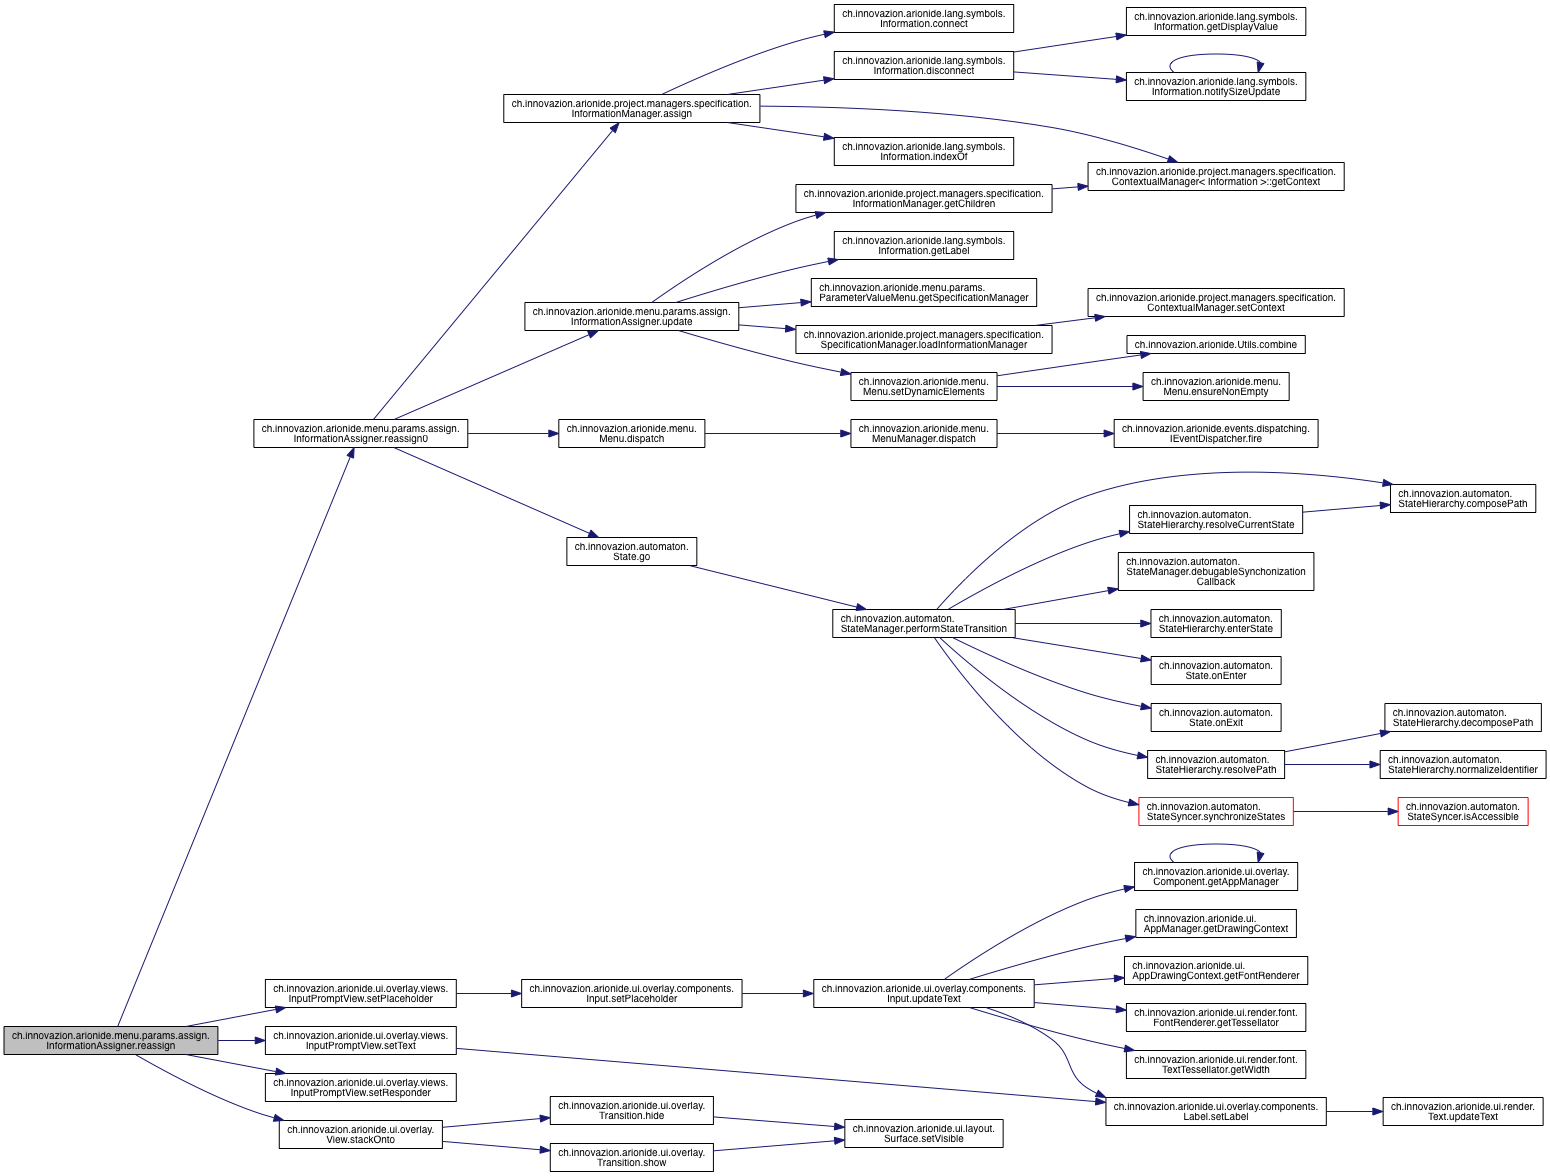 ch.innovazion.arionide.lang.symbols.
Information.connect
ch.innovazion.arionide.lang.symbols.
Information.getDisplayValue
ch.innovazion.arionide.lang.symbols.
Information.disconnect
ch.innovazion.arionide.lang.symbols.
Information.notifySizeUpdate
ch.innovazion.arionide.project.managers.specification.
InformationManager.assign
ch.innovazion.arionide.lang.symbols.
Information.indexOf
ch.innovazion.arionide.project.managers.specification.
ContextualManager< Information >::getContext
ch.innovazion.arionide.project.managers.specification.
InformationManager.getChildren
ch.innovazion.arionide.lang.symbols.
Information.getLabel
ch.innovazion.arionide.menu.params.
ParameterValueMenu.getSpecificationManager
ch.innovazion.arionide.project.managers.specification.
ContextualManager.setContext
ch.innovazion.arionide.menu.params.assign.
InformationAssigner.update
ch.innovazion.arionide.project.managers.specification.
SpecificationManager.loadInformationManager
ch.innovazion.arionide.Utils.combine
ch.innovazion.arionide.menu.
Menu.setDynamicElements
ch.innovazion.arionide.menu.
Menu.ensureNonEmpty
ch.innovazion.arionide.menu.params.assign.
InformationAssigner.reassign0
ch.innovazion.arionide.menu.
Menu.dispatch
ch.innovazion.arionide.menu.
MenuManager.dispatch
ch.innovazion.arionide.events.dispatching.
IEventDispatcher.fire
ch.innovazion.automaton.
StateHierarchy.composePath
ch.innovazion.automaton.
StateHierarchy.resolveCurrentState
ch.innovazion.automaton.
State.go
ch.innovazion.automaton.
StateManager.debugableSynchonization
Callback
ch.innovazion.automaton.
StateManager.performStateTransition
ch.innovazion.automaton.
StateHierarchy.enterState
ch.innovazion.automaton.
State.onEnter
ch.innovazion.automaton.
State.onExit
ch.innovazion.automaton.
StateHierarchy.decomposePath
ch.innovazion.automaton.
StateHierarchy.resolvePath
ch.innovazion.automaton.
StateHierarchy.normalizeIdentifier
ch.innovazion.automaton.
StateSyncer.synchronizeStates
ch.innovazion.automaton.
StateSyncer.isAccessible
ch.innovazion.arionide.ui.overlay.
Component.getAppManager
ch.innovazion.arionide.ui.
AppManager.getDrawingContext
ch.innovazion.arionide.ui.
AppDrawingContext.getFontRenderer
ch.innovazion.arionide.ui.overlay.views.
InputPromptView.setPlaceholder
ch.innovazion.arionide.ui.overlay.components.
Input.setPlaceholder
ch.innovazion.arionide.ui.overlay.components.
Input.updateText
ch.innovazion.arionide.ui.render.font.
FontRenderer.getTessellator
ch.innovazion.arionide.menu.params.assign.
InformationAssigner.reassign
ch.innovazion.arionide.ui.overlay.views.
InputPromptView.setText
ch.innovazion.arionide.ui.render.font.
TextTessellator.getWidth
ch.innovazion.arionide.ui.overlay.views.
InputPromptView.setResponder
ch.innovazion.arionide.ui.overlay.components.
Label.setLabel
ch.innovazion.arionide.ui.render.
Text.updateText
ch.innovazion.arionide.ui.overlay.
Transition.hide
ch.innovazion.arionide.ui.overlay.
View.stackOnto
ch.innovazion.arionide.ui.layout.
Surface.setVisible
ch.innovazion.arionide.ui.overlay.
Transition.show